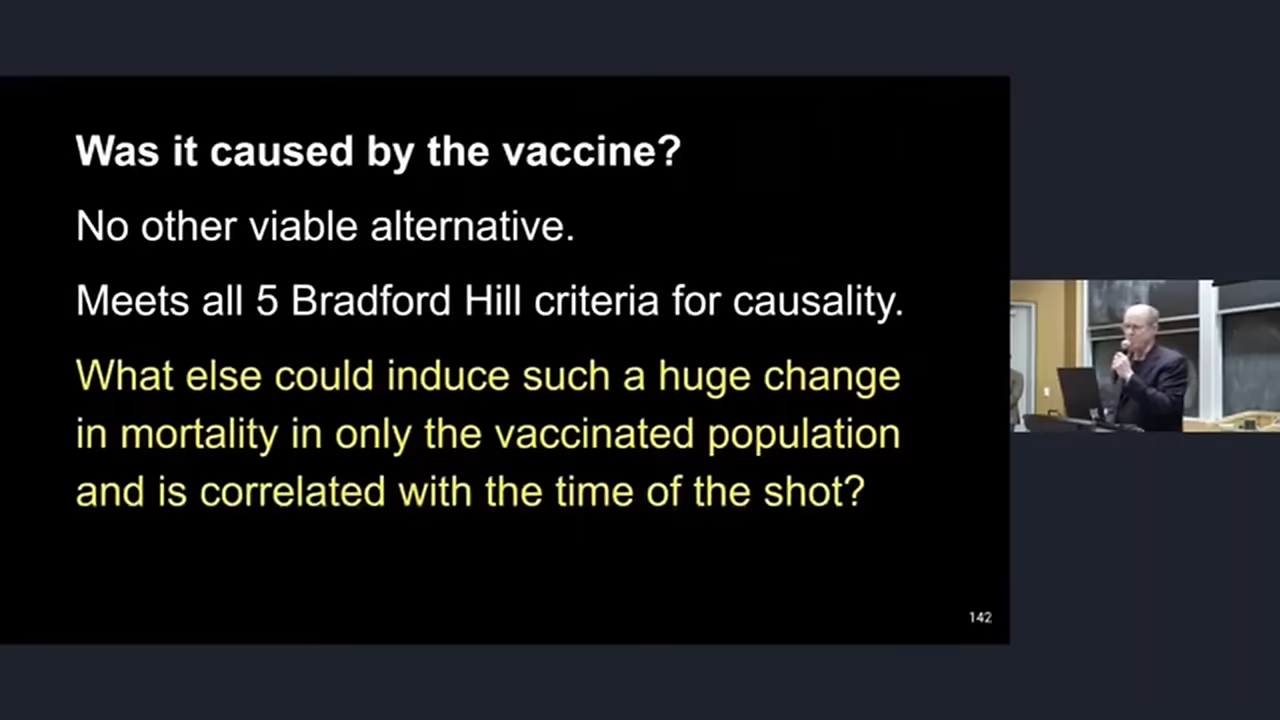 Was it caused by the vaccine?
No other viable alternative.
Meets all 5 Bradford Hill criteria for causality.
What else could induce such a huge change
in mortality in only the vaccinated population
and is correlated with the time of the shot?
142